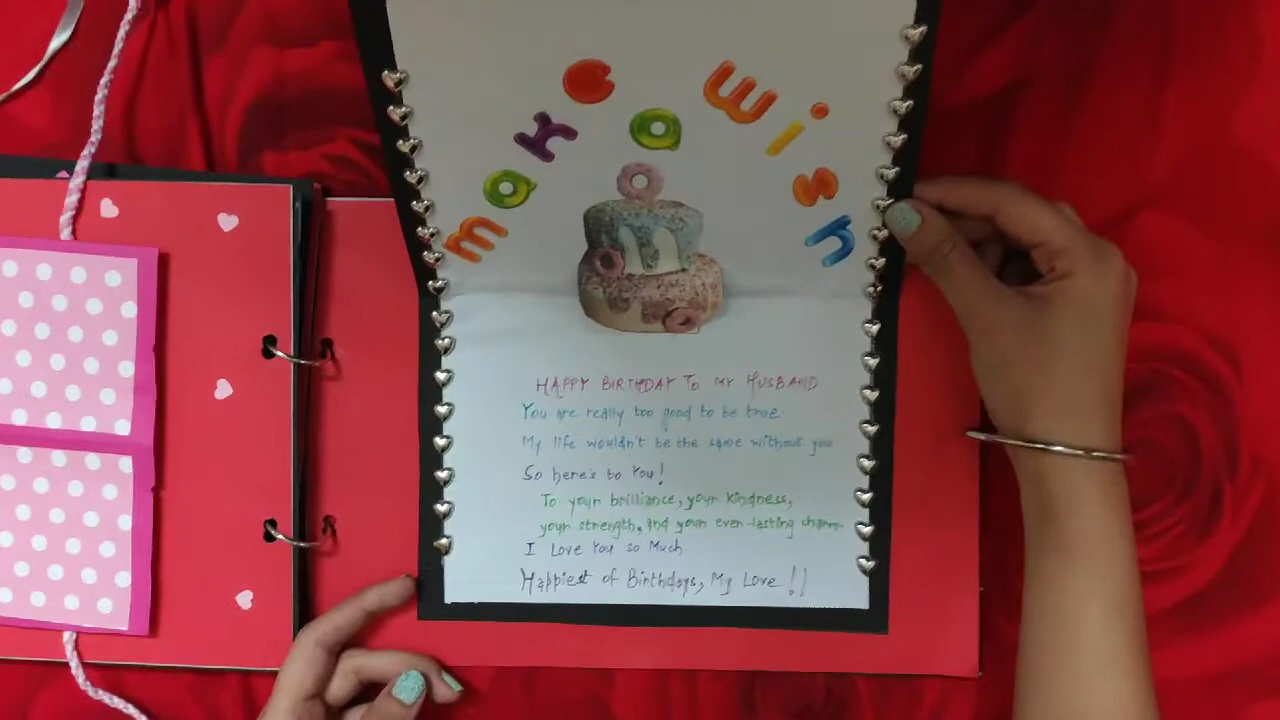 make a wish
HAPPY BIRTHDAY TO MY HUSBAND
You are really too good to be true
My life wouldn't be the same without you
So here's to You!
To your brilliance, your kindness,
your strength, and your ever-lasting charm
I Love You so Much
Happiest of Birthdays, My Love !!